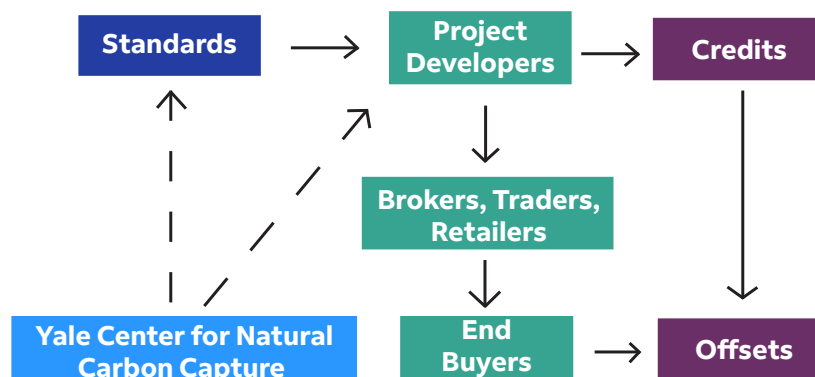 Standards
Project
Developers
Credits
Brokers, Traders,
Retailers
Yale Center for Natural
Carbon Capture
End
Buyers
Offsets